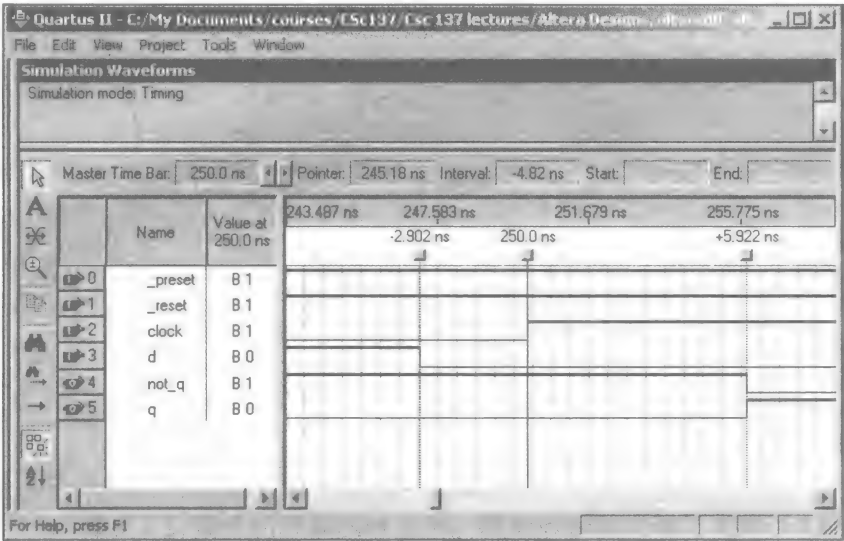 Quartus II - C:/My Documents/courses/CSc137/Csc 137 lectures/Altera Designs
File Edit View Project Tools Window
Simulation Waveforms
Simulation mode: Timing
Master Time Bar: 250.0 ns Pointer: 245.18 ns Interval: -4.82 ns Start: End:
Name Value at 250.0 ns
243.487 ns 247.583 ns 251.679 ns 255.775 ns
-2.902 ns 250.0 ns +5.922 ns
0 _preset B 1
1 _reset B 1
2 clock B 1
3 d B 0
4 not_q B 1
5 q B 0
For Help, press F1